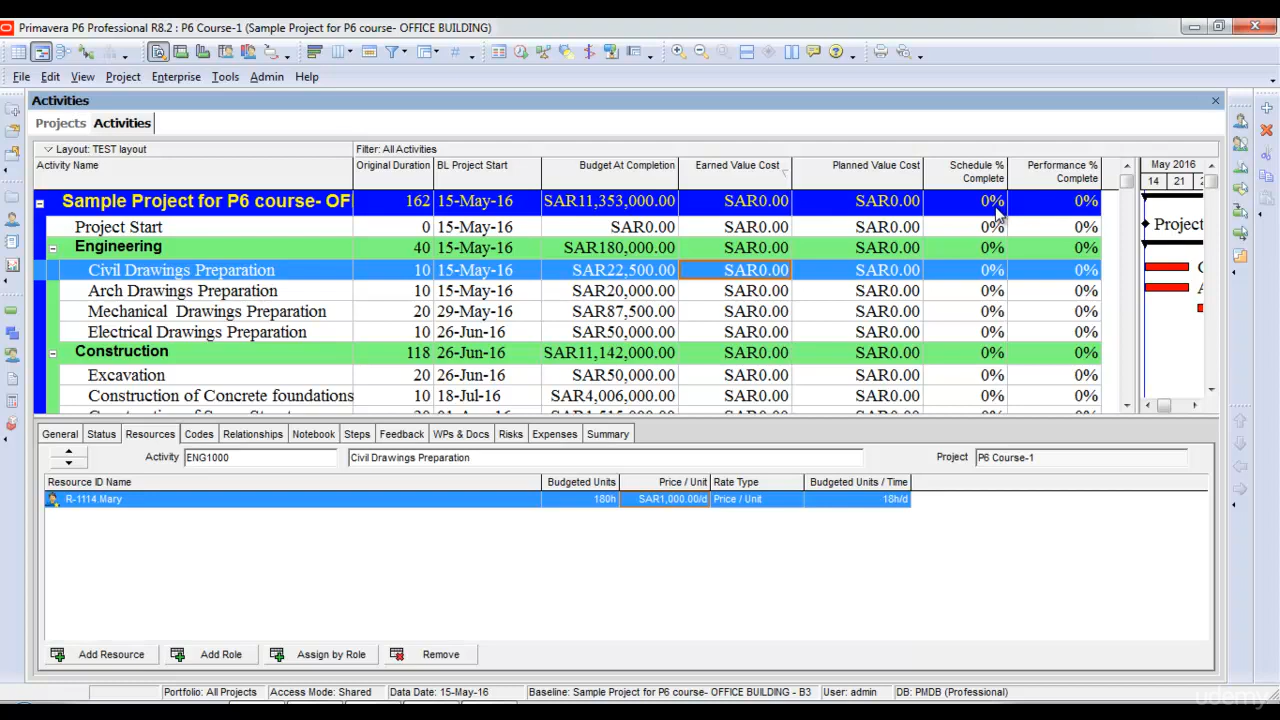 Primavera P6 Professional R8.2 : P6 Course-1 (Sample Project for P6 course- OFFICE BUILDING)
File Edit View Project Enterprise Tools Admin Help
Activities
Projects Activities
Layout: TEST layout Filter: All Activities
Activity Name Original Duration BL Project Start Budget At Completion Earned Value Cost Planned Value Cost Schedule % Complete Performance % Complete May 2016
14 21 2
Sample Project for P6 course- OFF 162 15-May-16 SAR11,353,000.00 SAR0.00 SAR0.00 0% 0%
Project Start 0 15-May-16 SAR0.00 SAR0.00 SAR0.00 0% 0% Project
Engineering 40 15-May-16 SAR180,000.00 SAR0.00 SAR0.00 0% 0%
Civil Drawings Preparation 10 15-May-16 SAR22,500.00 SAR0.00 SAR0.00 0% 0%
Arch Drawings Preparation 10 15-May-16 SAR20,000.00 SAR0.00 SAR0.00 0% 0%
Mechanical Drawings Preparation 20 29-May-16 SAR87,500.00 SAR0.00 SAR0.00 0% 0%
Electrical Drawings Preparation 10 26-Jun-16 SAR50,000.00 SAR0.00 SAR0.00 0% 0%
Construction 118 26-Jun-16 SAR11,142,000.00 SAR0.00 SAR0.00 0% 0%
Excavation 20 26-Jun-16 SAR50,000.00 SAR0.00 SAR0.00 0% 0%
Construction of Concrete foundations 10 18-Jul-16 SAR4,006,000.00 SAR0.00 SAR0.00 0% 0%
General Status Resources Codes Relationships Notebook Steps Feedback WPs & Docs Risks Expenses Summary
Activity ENG1000 Civil Drawings Preparation Project P6 Course-1
Resource ID Name Budgeted Units Price / Unit Rate Type Budgeted Units / Time
R-1114.Mary 180h SAR1,000.00/d Price / Unit 18h/d
Add Resource Add Role Assign by Role Remove
Portfolio: All Projects Access Mode: Shared Data Date: 15-May-16 Baseline: Sample Project for P6 course- OFFICE BUILDING - B3 User: admin DB: PMDB (Professional)
udemy